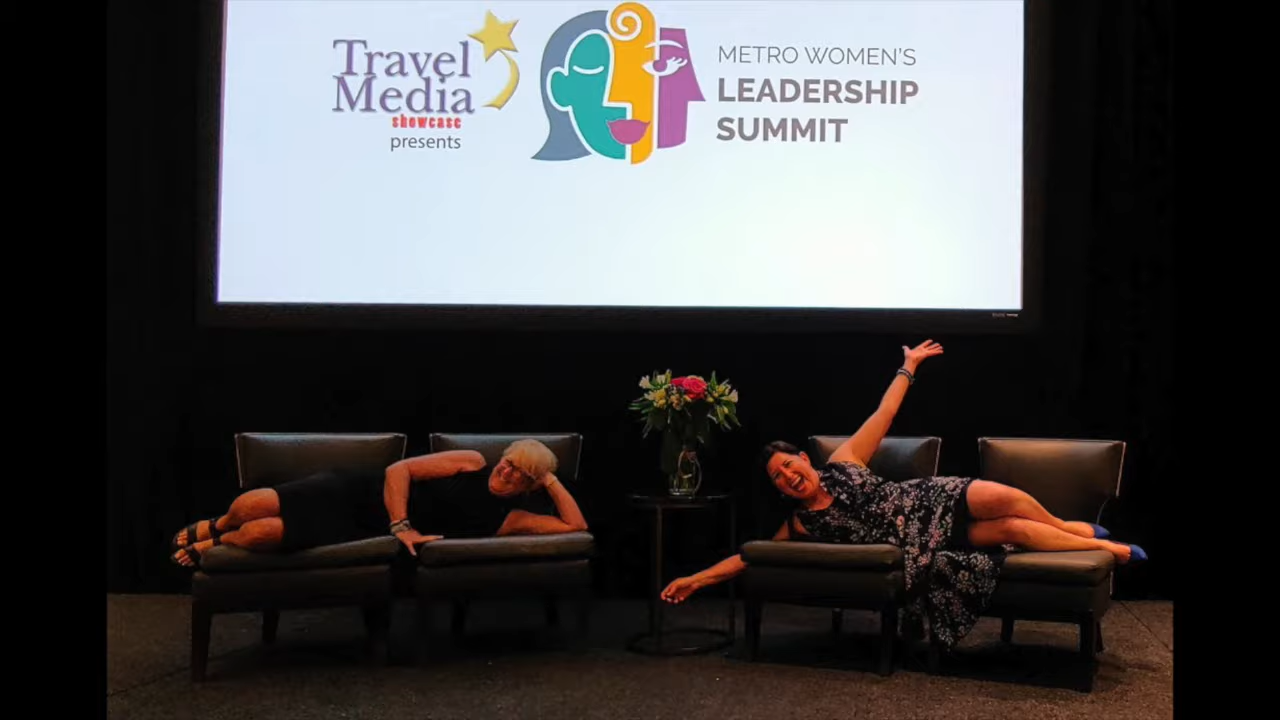 Travel
Media
showcase
presents
METRO WOMEN'S
LEADERSHIP
SUMMIT